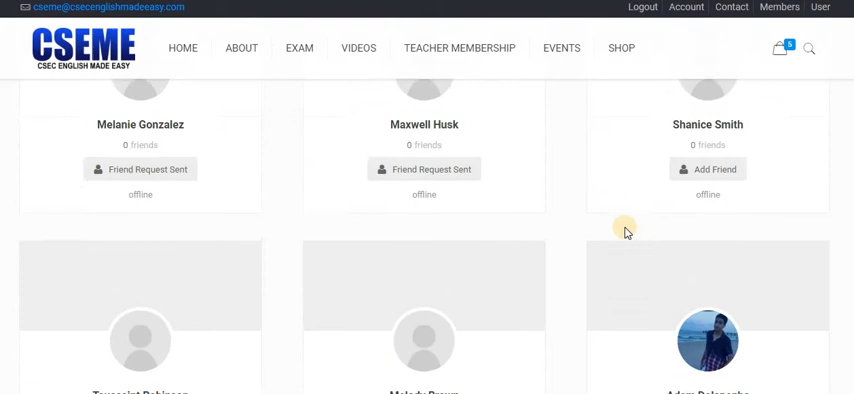 cseme@csecenglishmadeeasy.com
Logout Account Contact Members User
CSEME
CSEC ENGLISH MADE EASY
HOME ABOUT EXAM VIDEOS TEACHER MEMBERSHIP EVENTS SHOP
5
Melanie Gonzalez
0 friends
Friend Request Sent
offline
Maxwell Husk
0 friends
Friend Request Sent
offline
Shanice Smith
0 friends
Add Friend
offline